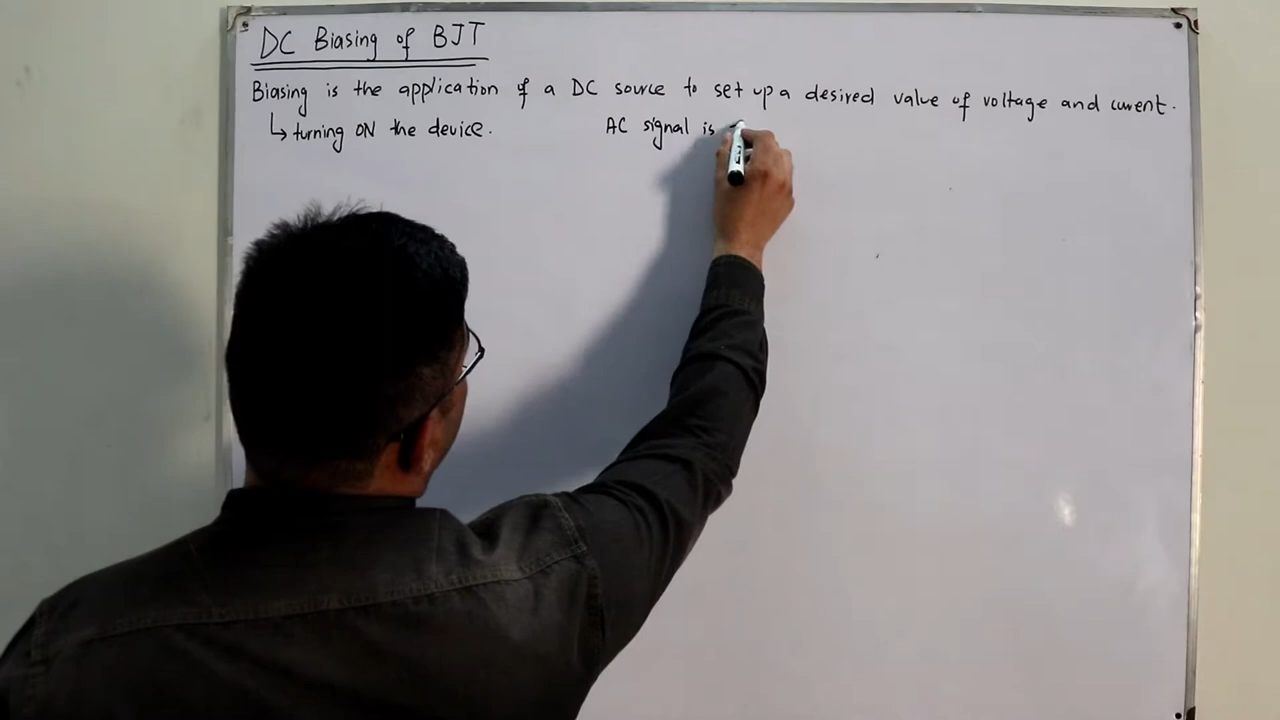 DC Biasing of BJT
Biasing is the application of a DC source to set up a desired value of voltage and current.
↳ turning ON the device. AC signal is